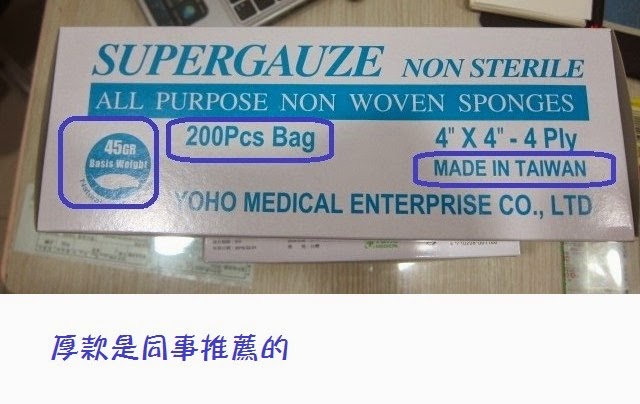 SUPERGAUZE NON STERILE
ALL PURPOSE NON WOVEN SPONGES
45GR
Basis Weight
200Pcs Bag
4" X 4" - 4 Ply
MADE IN TAIWAN
YOHO MEDICAL ENTERPRISE CO., LTD
厚款是同事推薦的